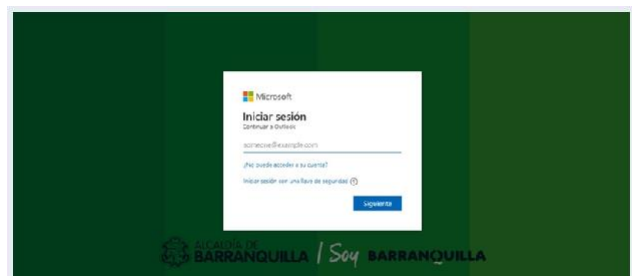 Microsoft
Iniciar sesión
Continuar a Outlook
someone@example.com
¿No puede acceder a su cuenta?
Iniciar sesión con una llave de seguridad
Siguiente
ALCALDÍA DE
BARRANQUILLA
Soy BARRANQUILLA